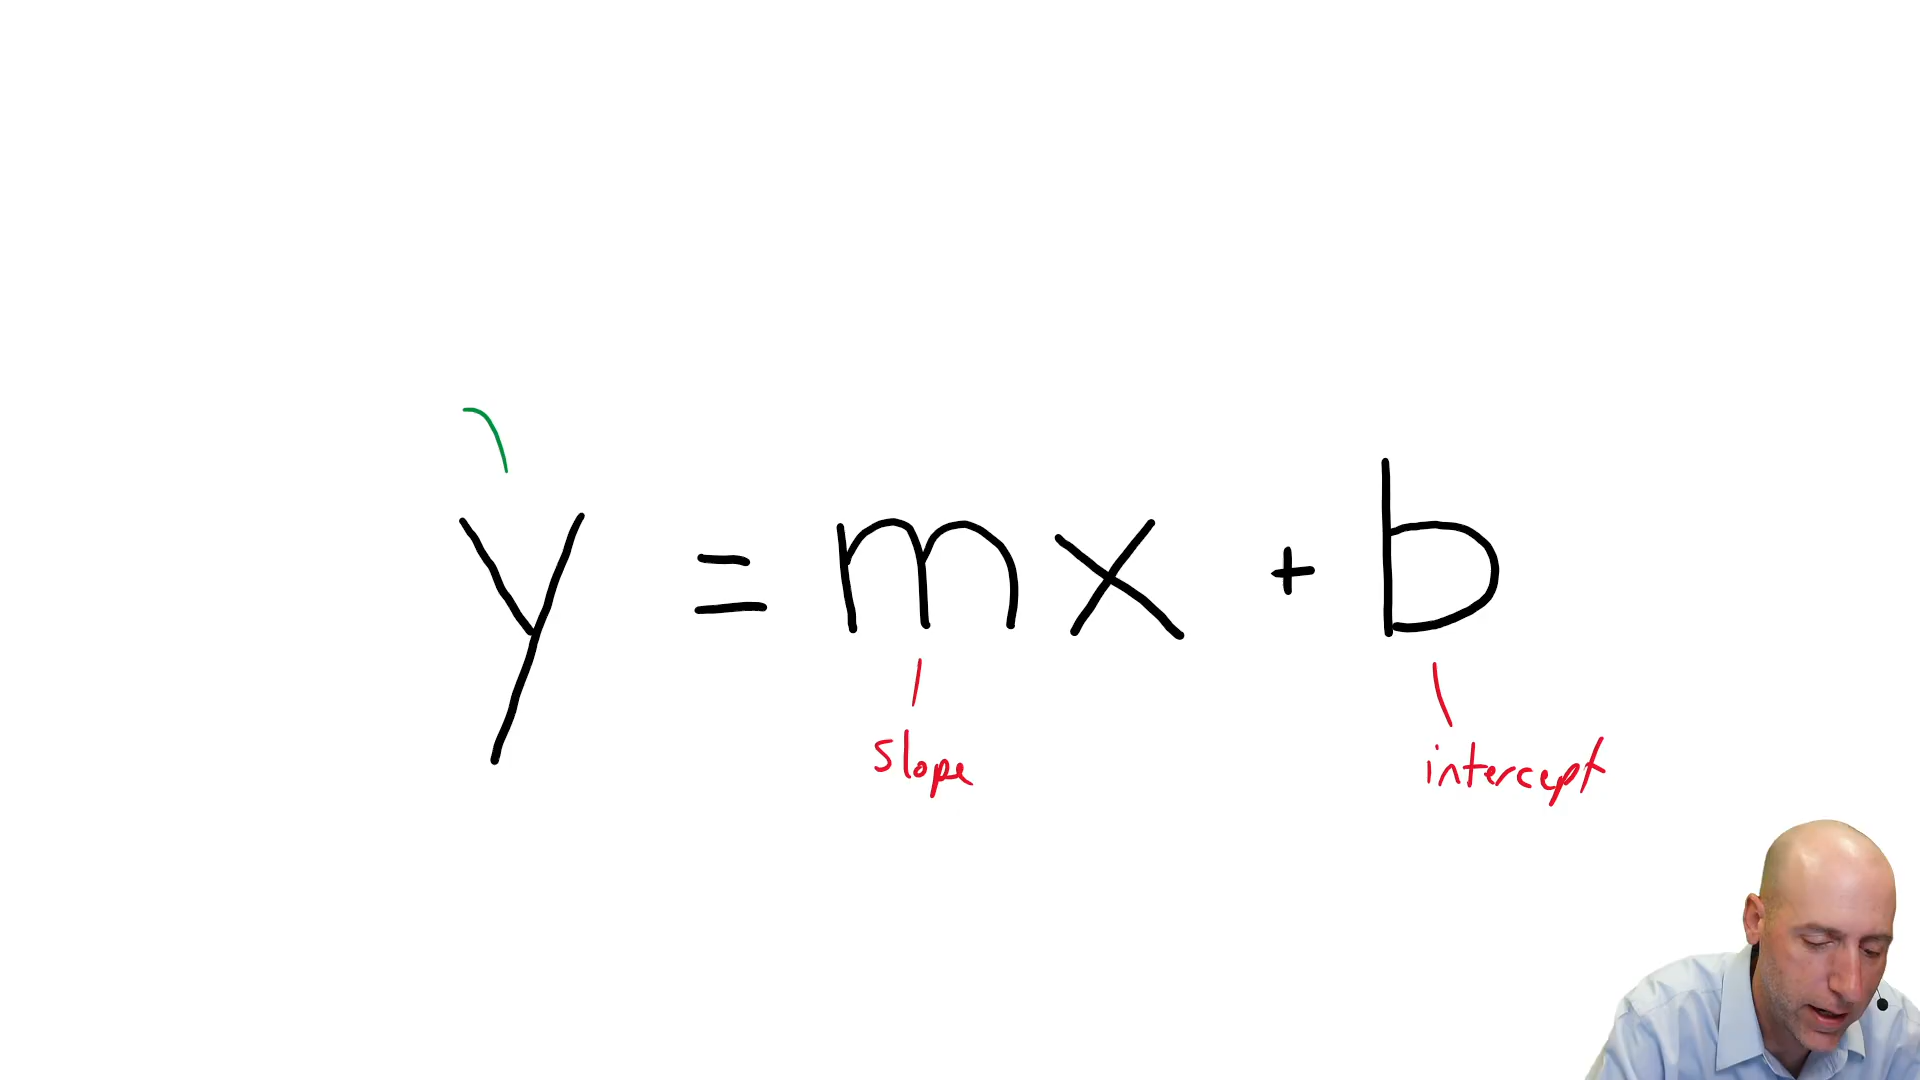 y = mx + b
slope intercept